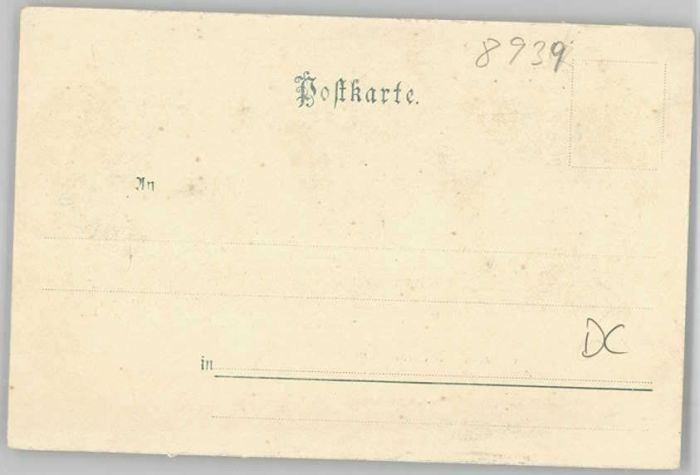 8939
Postkarte.
An
DC
in